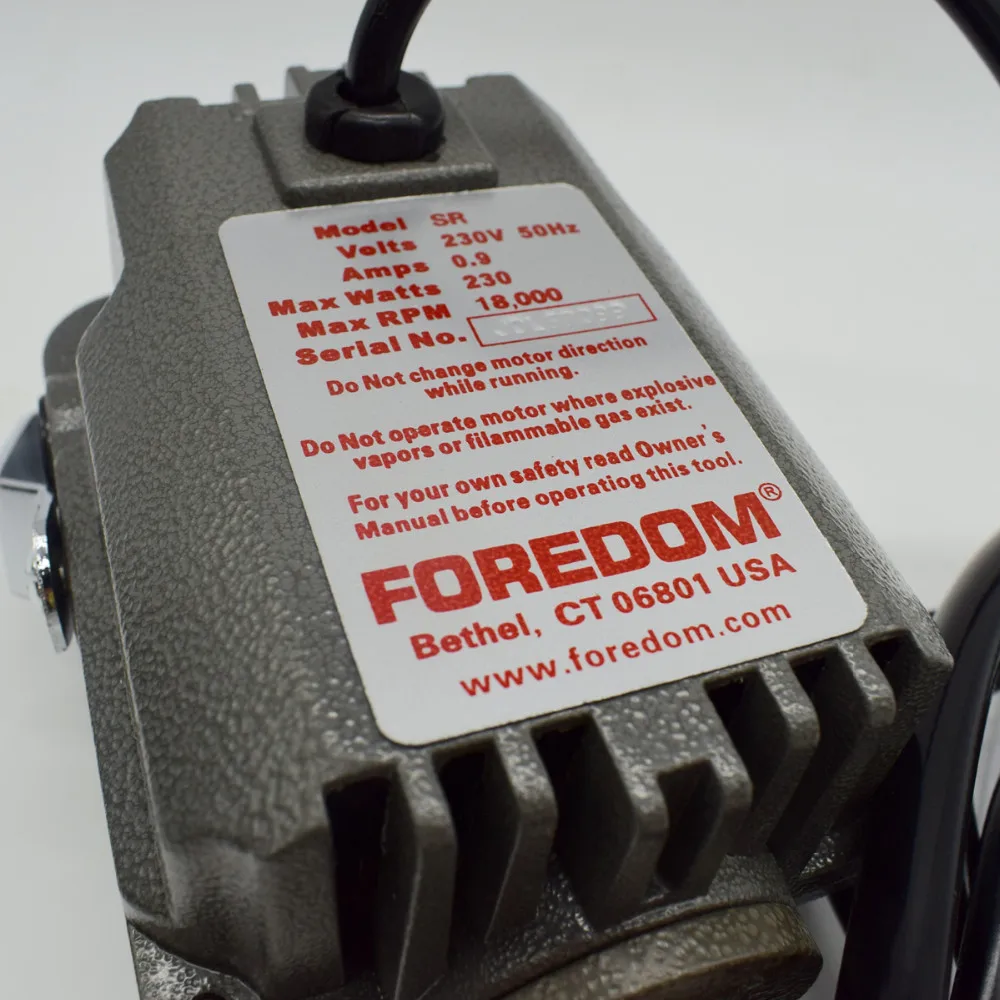 Model SR
Volts 230V 50Hz
Amps 0.9
Max Watts 230
Max RPM 18,000
Serial No.
Do Not change motor direction
while running.
Do Not operate motor where explosive
vapors or filammable gas exist.
For your own safety read Owner's
Manual before operatiog this tool.
FOREDOM®
Bethel, CT 06801 USA
www.foredom.com